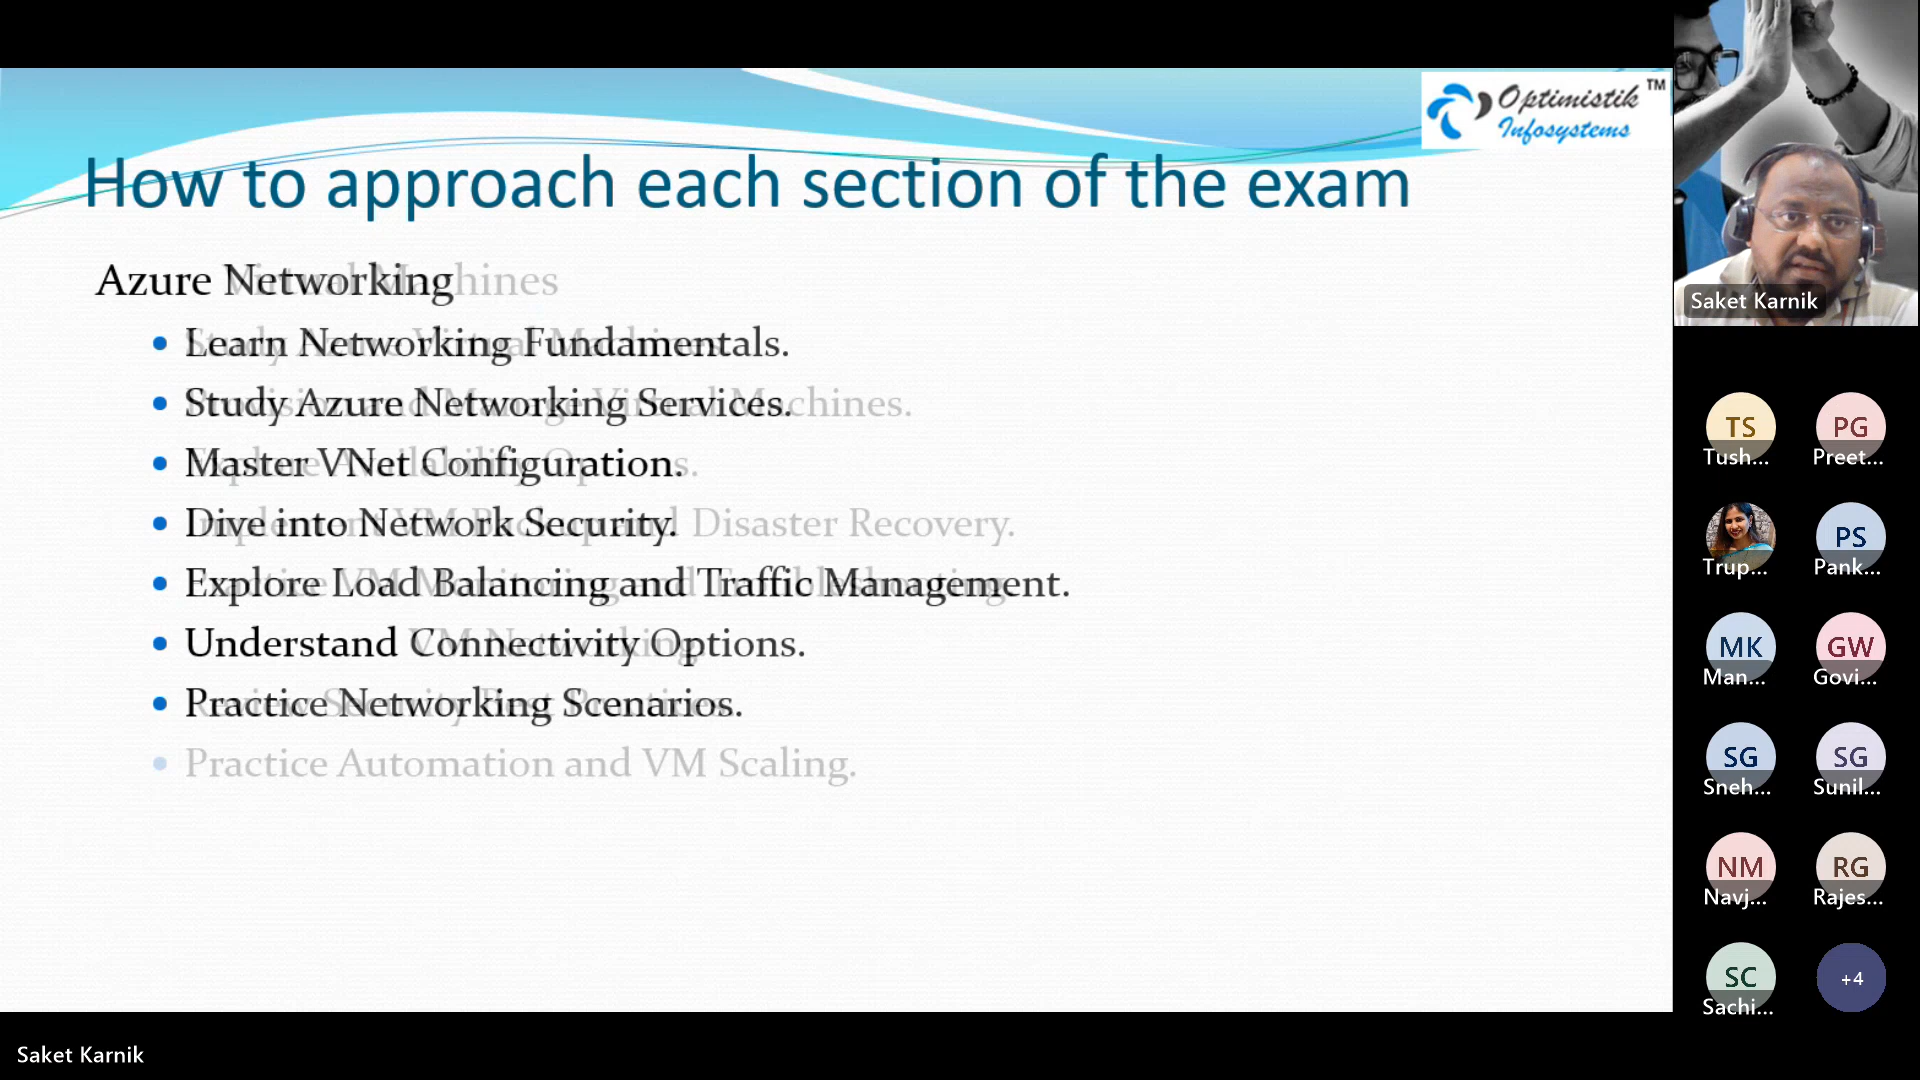 Optimistik TM
Infosystems
How to approach each section of the exam
Azure Networking
• Learn Networking Fundamentals.
• Study Azure Networking Services.
• Master VNet Configuration.
• Dive into Network Security.
• Explore Load Balancing and Traffic Management.
• Understand Connectivity Options.
• Practice Networking Scenarios.
• Practice Automation and VM Scaling.
Saket Karnik
TS
Tush...
PG
Preet...
Trup...
PS
Pank...
MK
Man...
GW
Govi...
SG
Sneh...
SG
Sunil...
NM
Navj...
RG
Rajes...
SC
Sachi...
+4
Saket Karnik